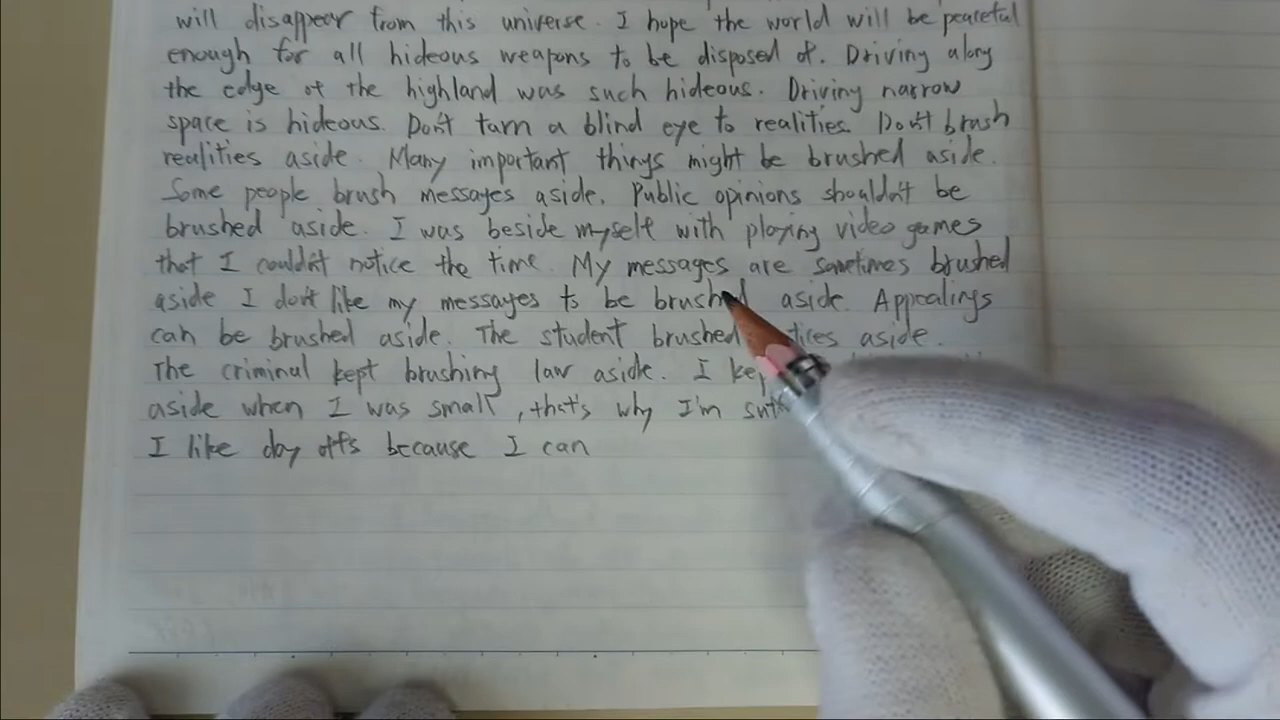 will disappear from this universe. I hope the world will be peaceful
enough for all hideous weapons to be disposed of. Driving along
the edge of the highland was such hideous. Driving narrow
space is hideous. Don't turn a blind eye to realities. Don't brush
realities aside. Many important things might be brushed aside.
Some people brush messages aside. Public opinions shouldn't be
brushed aside. I was beside myself with playing video games
that I couldn't notice the time. My messages are sometimes brushed
aside I don't like my messages to be brushed aside. Appealings
can be brushed aside. The student brushed aside.
The criminal kept brushing law aside. I
aside when I was small, that's why I'm
I like day offs because I can